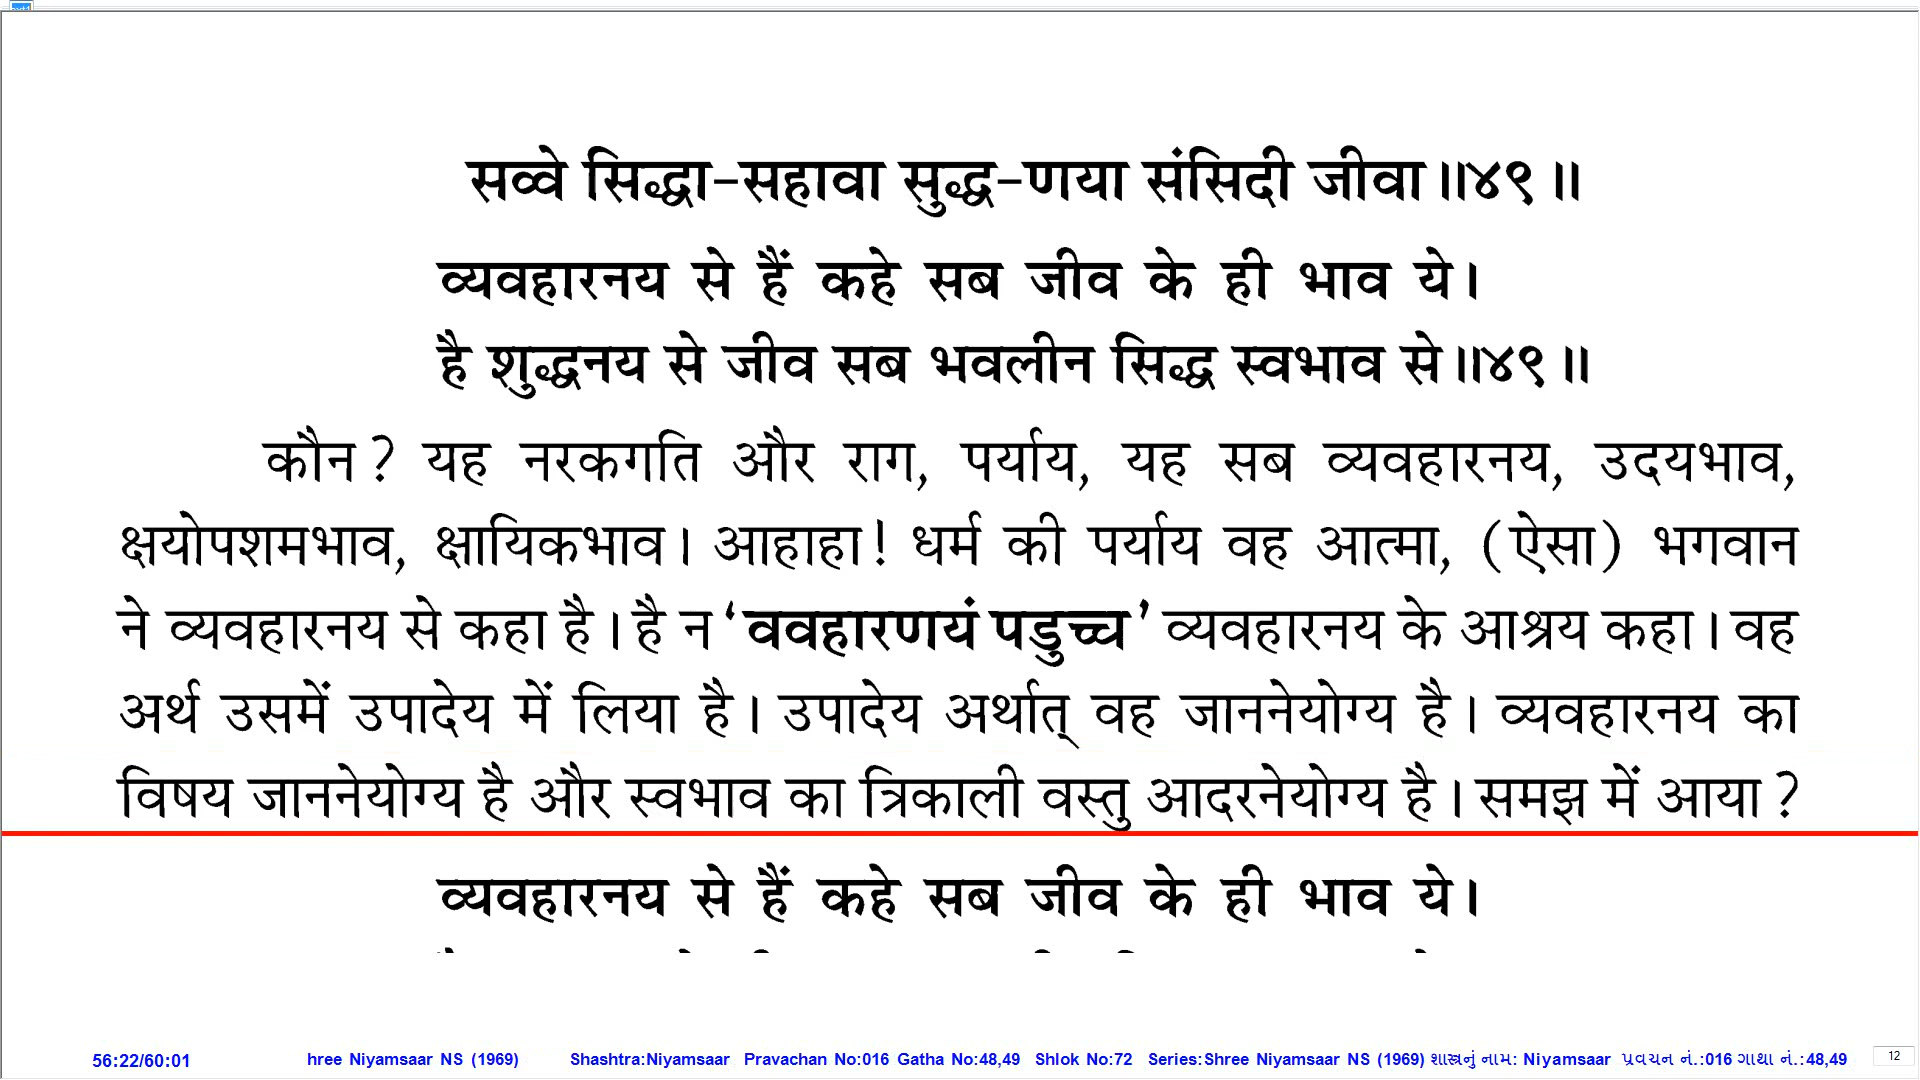 सव्वे सिद्धा-सहावा सुद्ध-णया संसिदी जीवा॥४९॥
व्यवहारनय से हैं कहे सब जीव के ही भाव ये।
है शुद्धनय से जीव सब भवलीन सिद्ध स्वभाव से॥४९॥
कौन? यह नरकगति और राग, पर्याय, यह सब व्यवहारनय, उदयभाव,
क्षयोपशमभाव, क्षायिकभाव। आहाहा! धर्म की पर्याय वह आत्मा, (ऐसा) भगवान
ने व्यवहारनय से कहा है। है न ‘ववहारणयं पडुच्च’ व्यवहारनय के आश्रय कहा। वह
अर्थ उसमें उपादेय में लिया है। उपादेय अर्थात् वह जाननेयोग्य है। व्यवहारनय का
विषय जाननेयोग्य है और स्वभाव का त्रिकाली वस्तु आदरनेयोग्य है। समझ में आया?
व्यवहारनय से हैं कहे सब जीव के ही भाव ये।
56:22/60:01 hree Niyamsaar NS (1969) Shashtra:Niyamsaar Pravachan No:016 Gatha No:48,49 Shlok No:72 Series:Shree Niyamsaar NS (1969) શાસ્ત્રનું નામ: Niyamsaar પ્રવચન નં.:016 ગાથા નં.:48,49 12